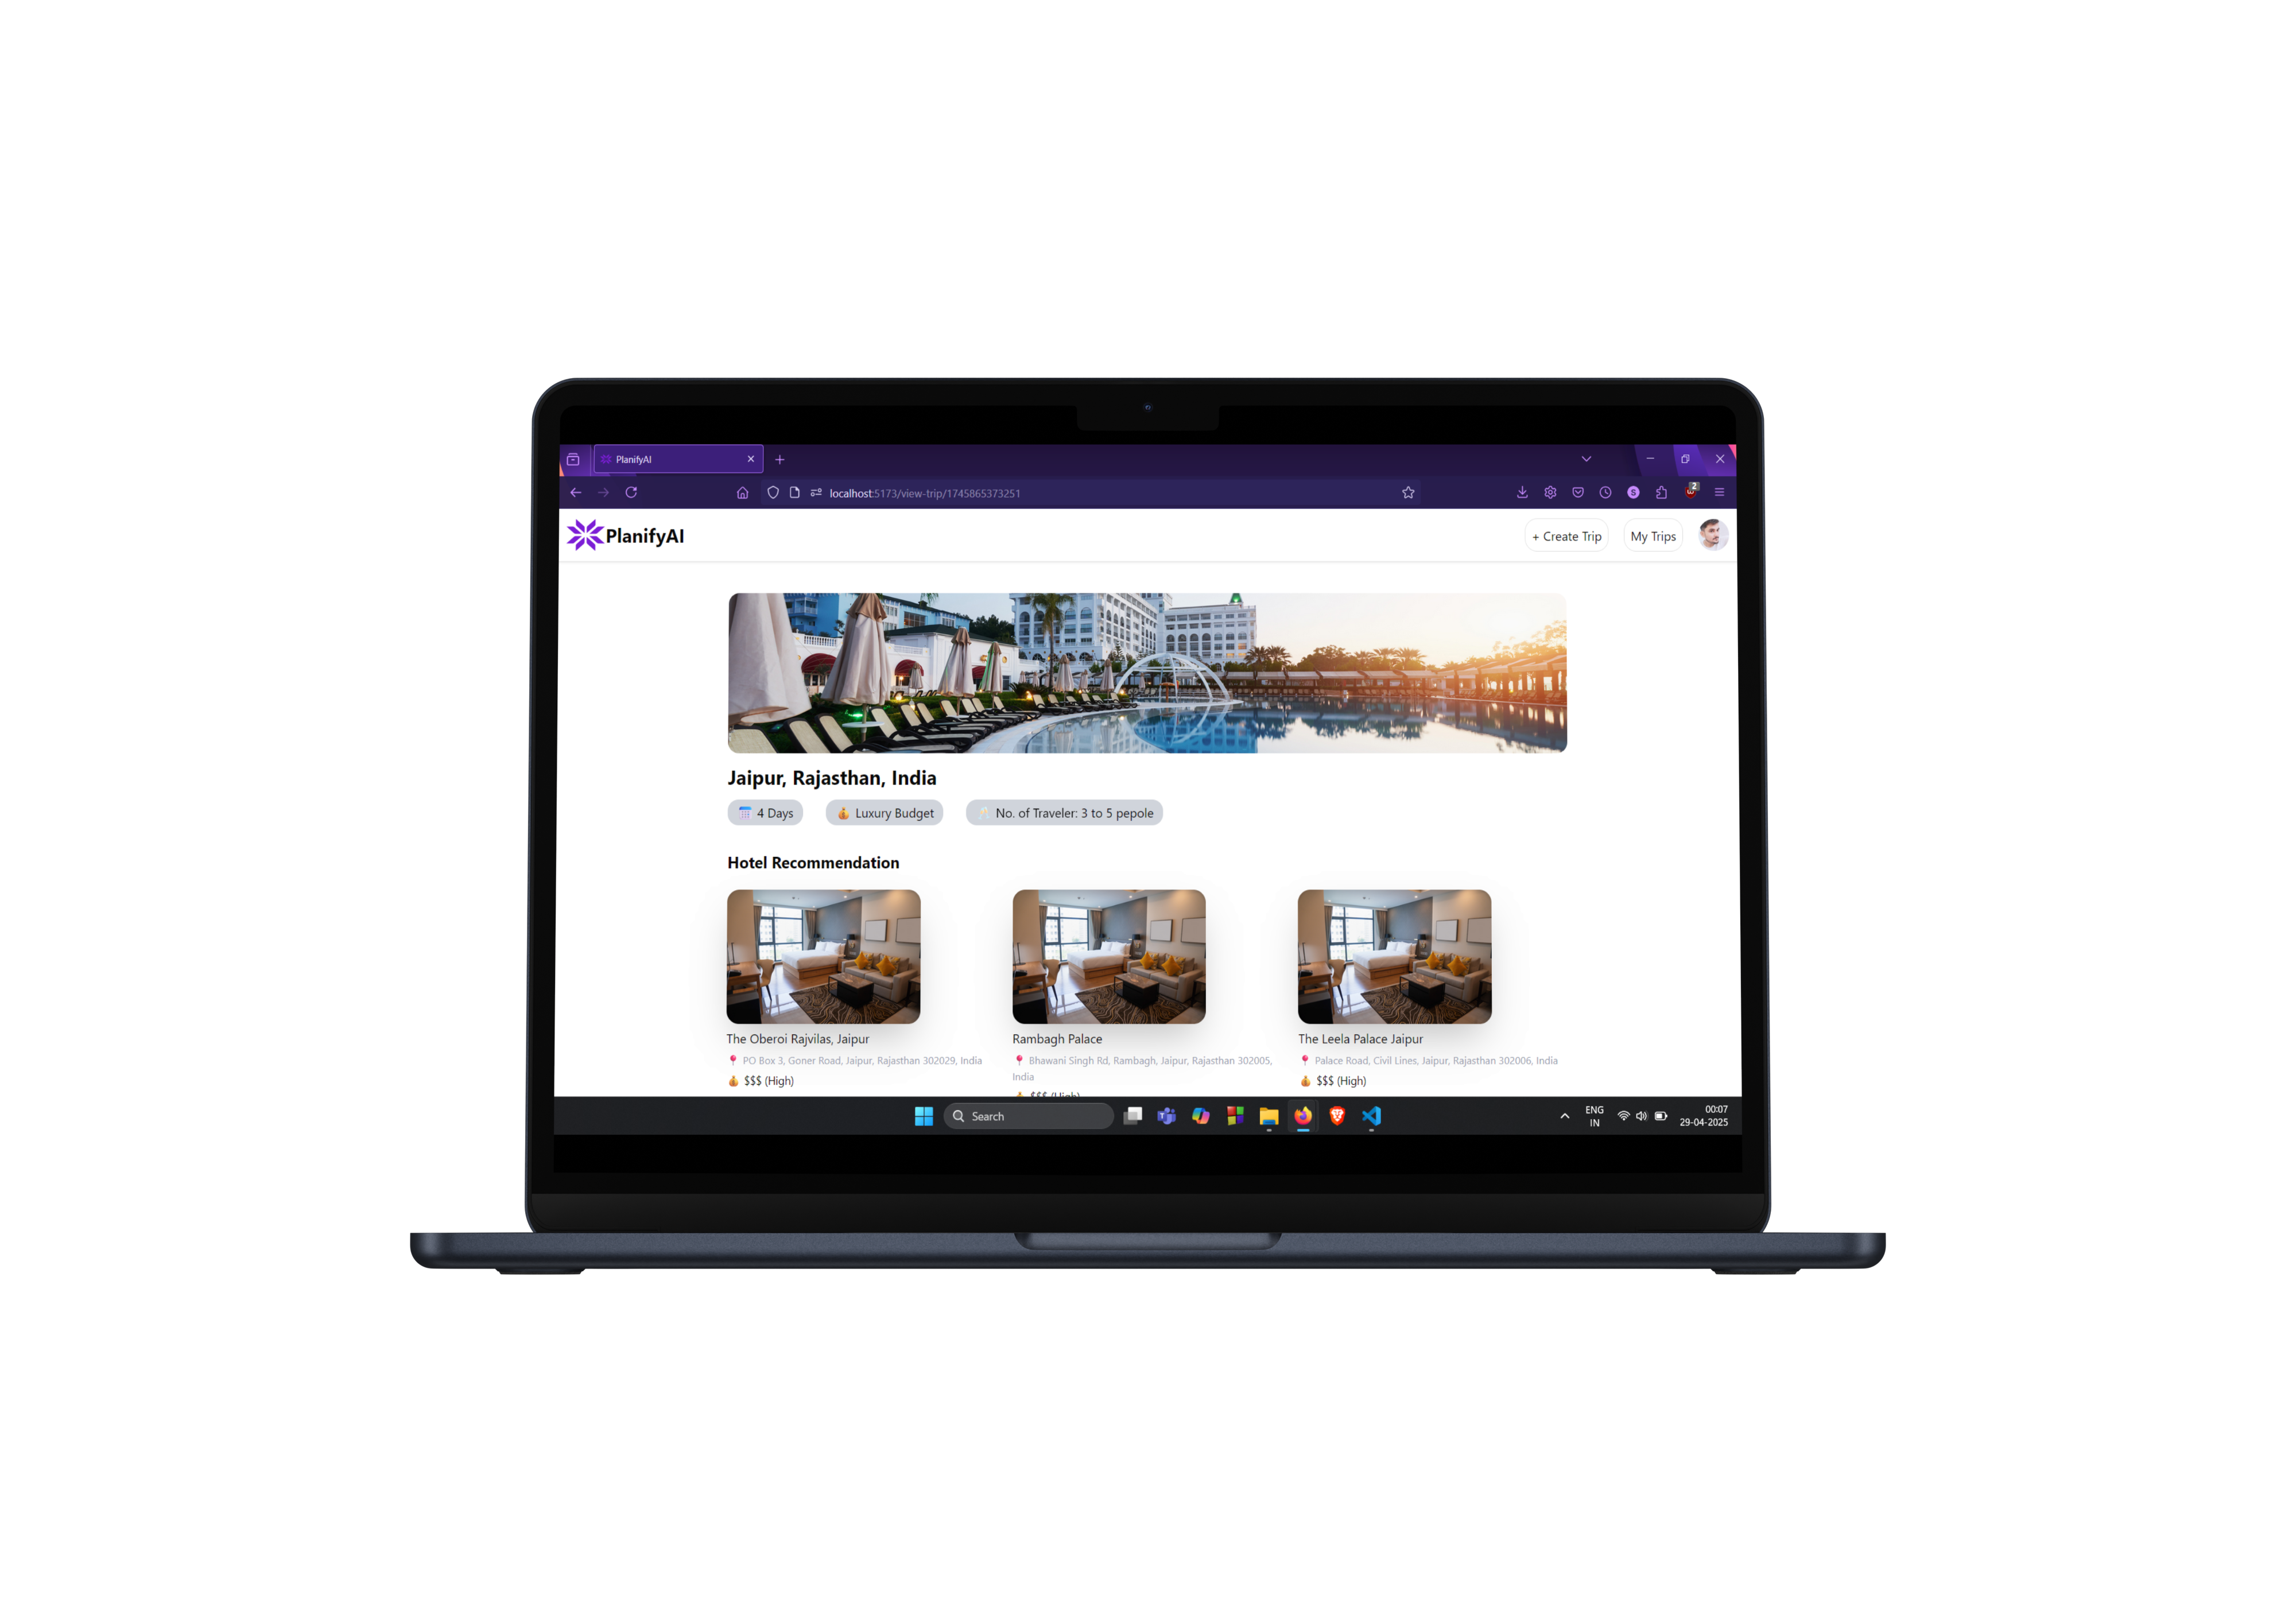 PlanifyAI
localhost:5173/view-trip/1745865373251
S
2
PlanifyAI
+ Create Trip
My Trips
Jaipur, Rajasthan, India
4 Days
Luxury Budget
No. of Traveler: 3 to 5 pepole
Hotel Recommendation
The Oberoi Rajvilas, Jaipur
PO Box 3, Goner Road, Jaipur, Rajasthan 302029, India
$$$ (High)
Rambagh Palace
Bhawani Singh Rd, Rambagh, Jaipur, Rajasthan 302005,
India
$$$ (High)
The Leela Palace Jaipur
Palace Road, Civil Lines, Jaipur, Rajasthan 302006, India
$$$ (High)
Search
ENG
IN
00:07
29-04-2025